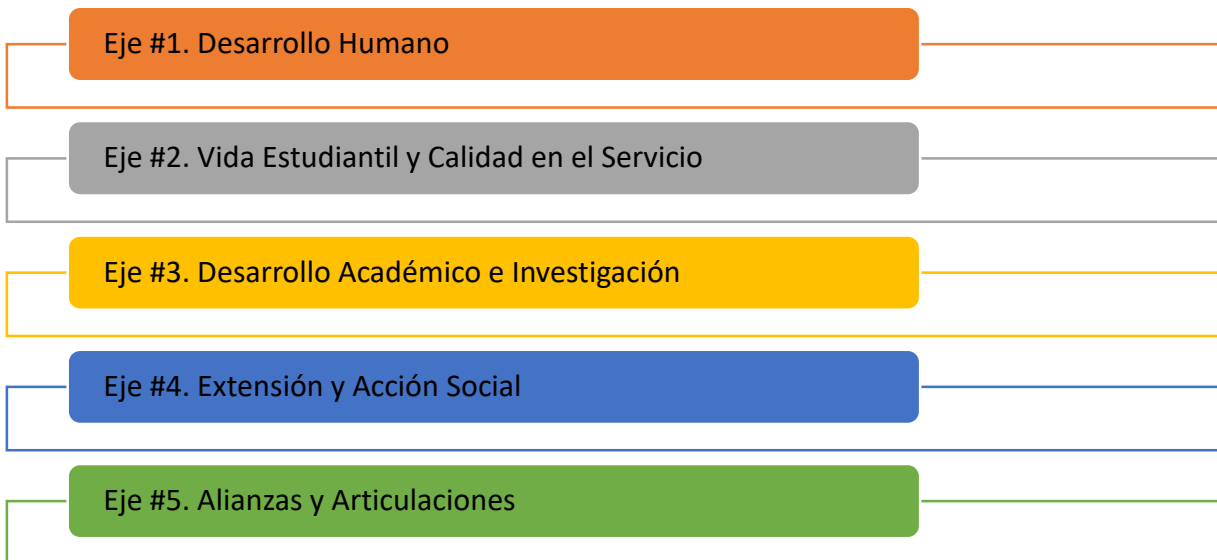 Eje #1. Desarrollo Humano
Eje #2. Vida Estudiantil y Calidad en el Servicio
Eje #3. Desarrollo Académico e Investigación
Eje #4. Extensión y Acción Social
Eje #5. Alianzas y Articulaciones